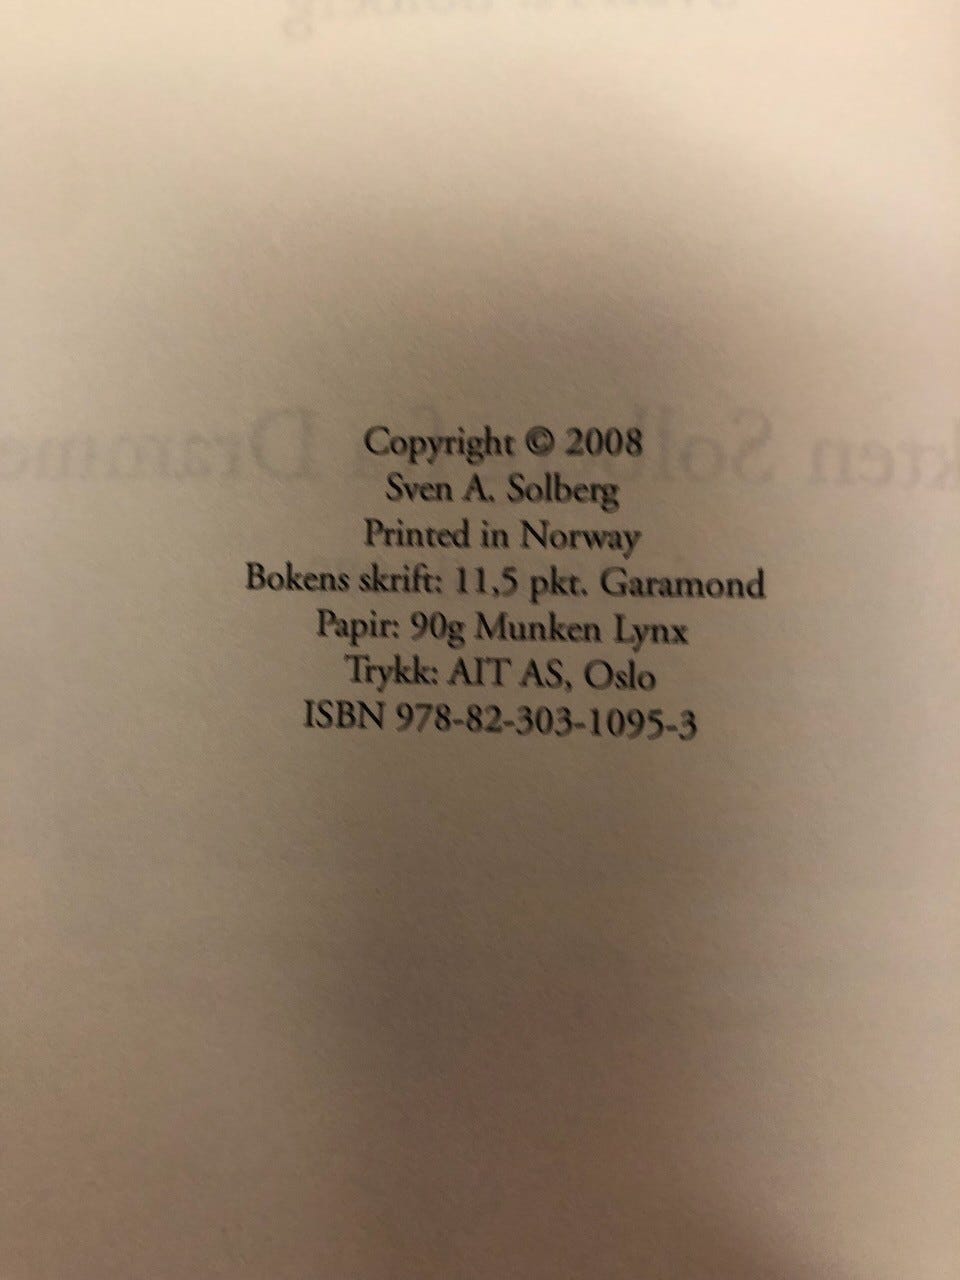 Copyright © 2008
Sven A. Solberg
Printed in Norway
Bokens skrift: 11,5 pkt. Garamond
Papir: 90g Munken Lynx
Trykk: AIT AS, Oslo
ISBN 978-82-303-1095-3